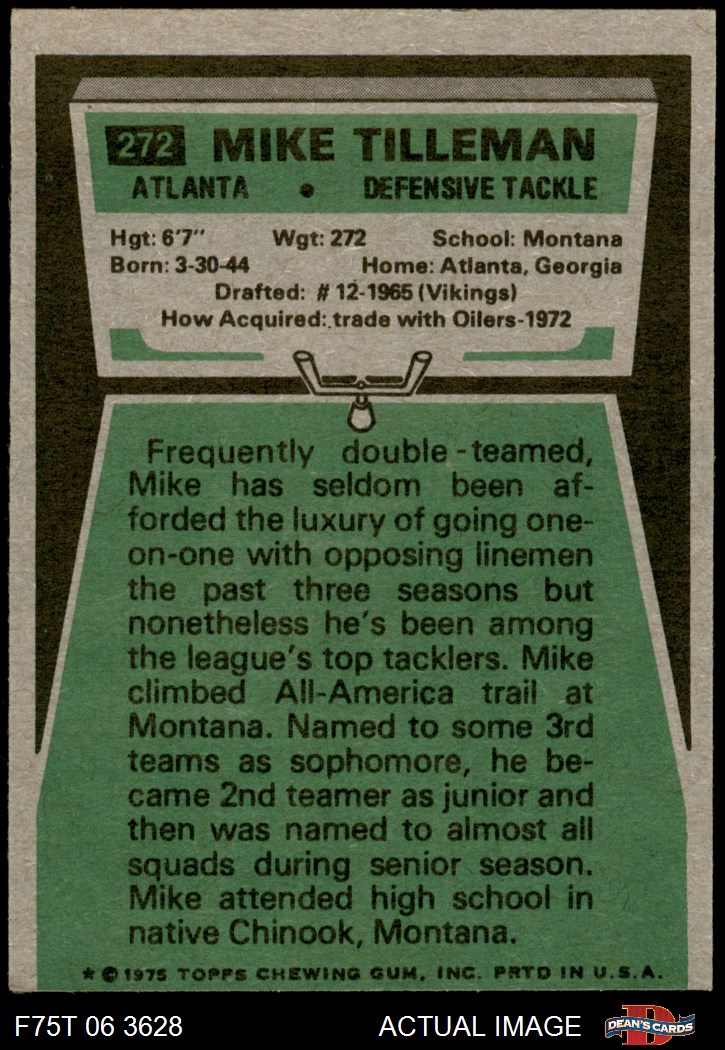 272 MIKE TILLEMAN
ATLANTA • DEFENSIVE TACKLE
Hgt: 6'7" Wgt: 272 School: Montana
Born: 3-30-44 Home: Atlanta, Georgia
Drafted: #12-1965 (Vikings)
How Acquired: trade with Oilers-1972
Frequently double-teamed,
Mike has seldom been af-
forded the luxury of going one-
on-one with opposing linemen
the past three seasons but
nonetheless he's been among
the league's top tacklers. Mike
climbed All-America trail at
Montana. Named to some 3rd
teams as sophomore, he be-
came 2nd teamer as junior and
then was named to almost all
squads during senior season.
Mike attended high school in
native Chinook, Montana.
* © 1975 TOPPS CHEWING GUM, INC. PRTD IN U.S.A.
F75T 06 3628 ACTUAL IMAGE D DEAN'S CARDS